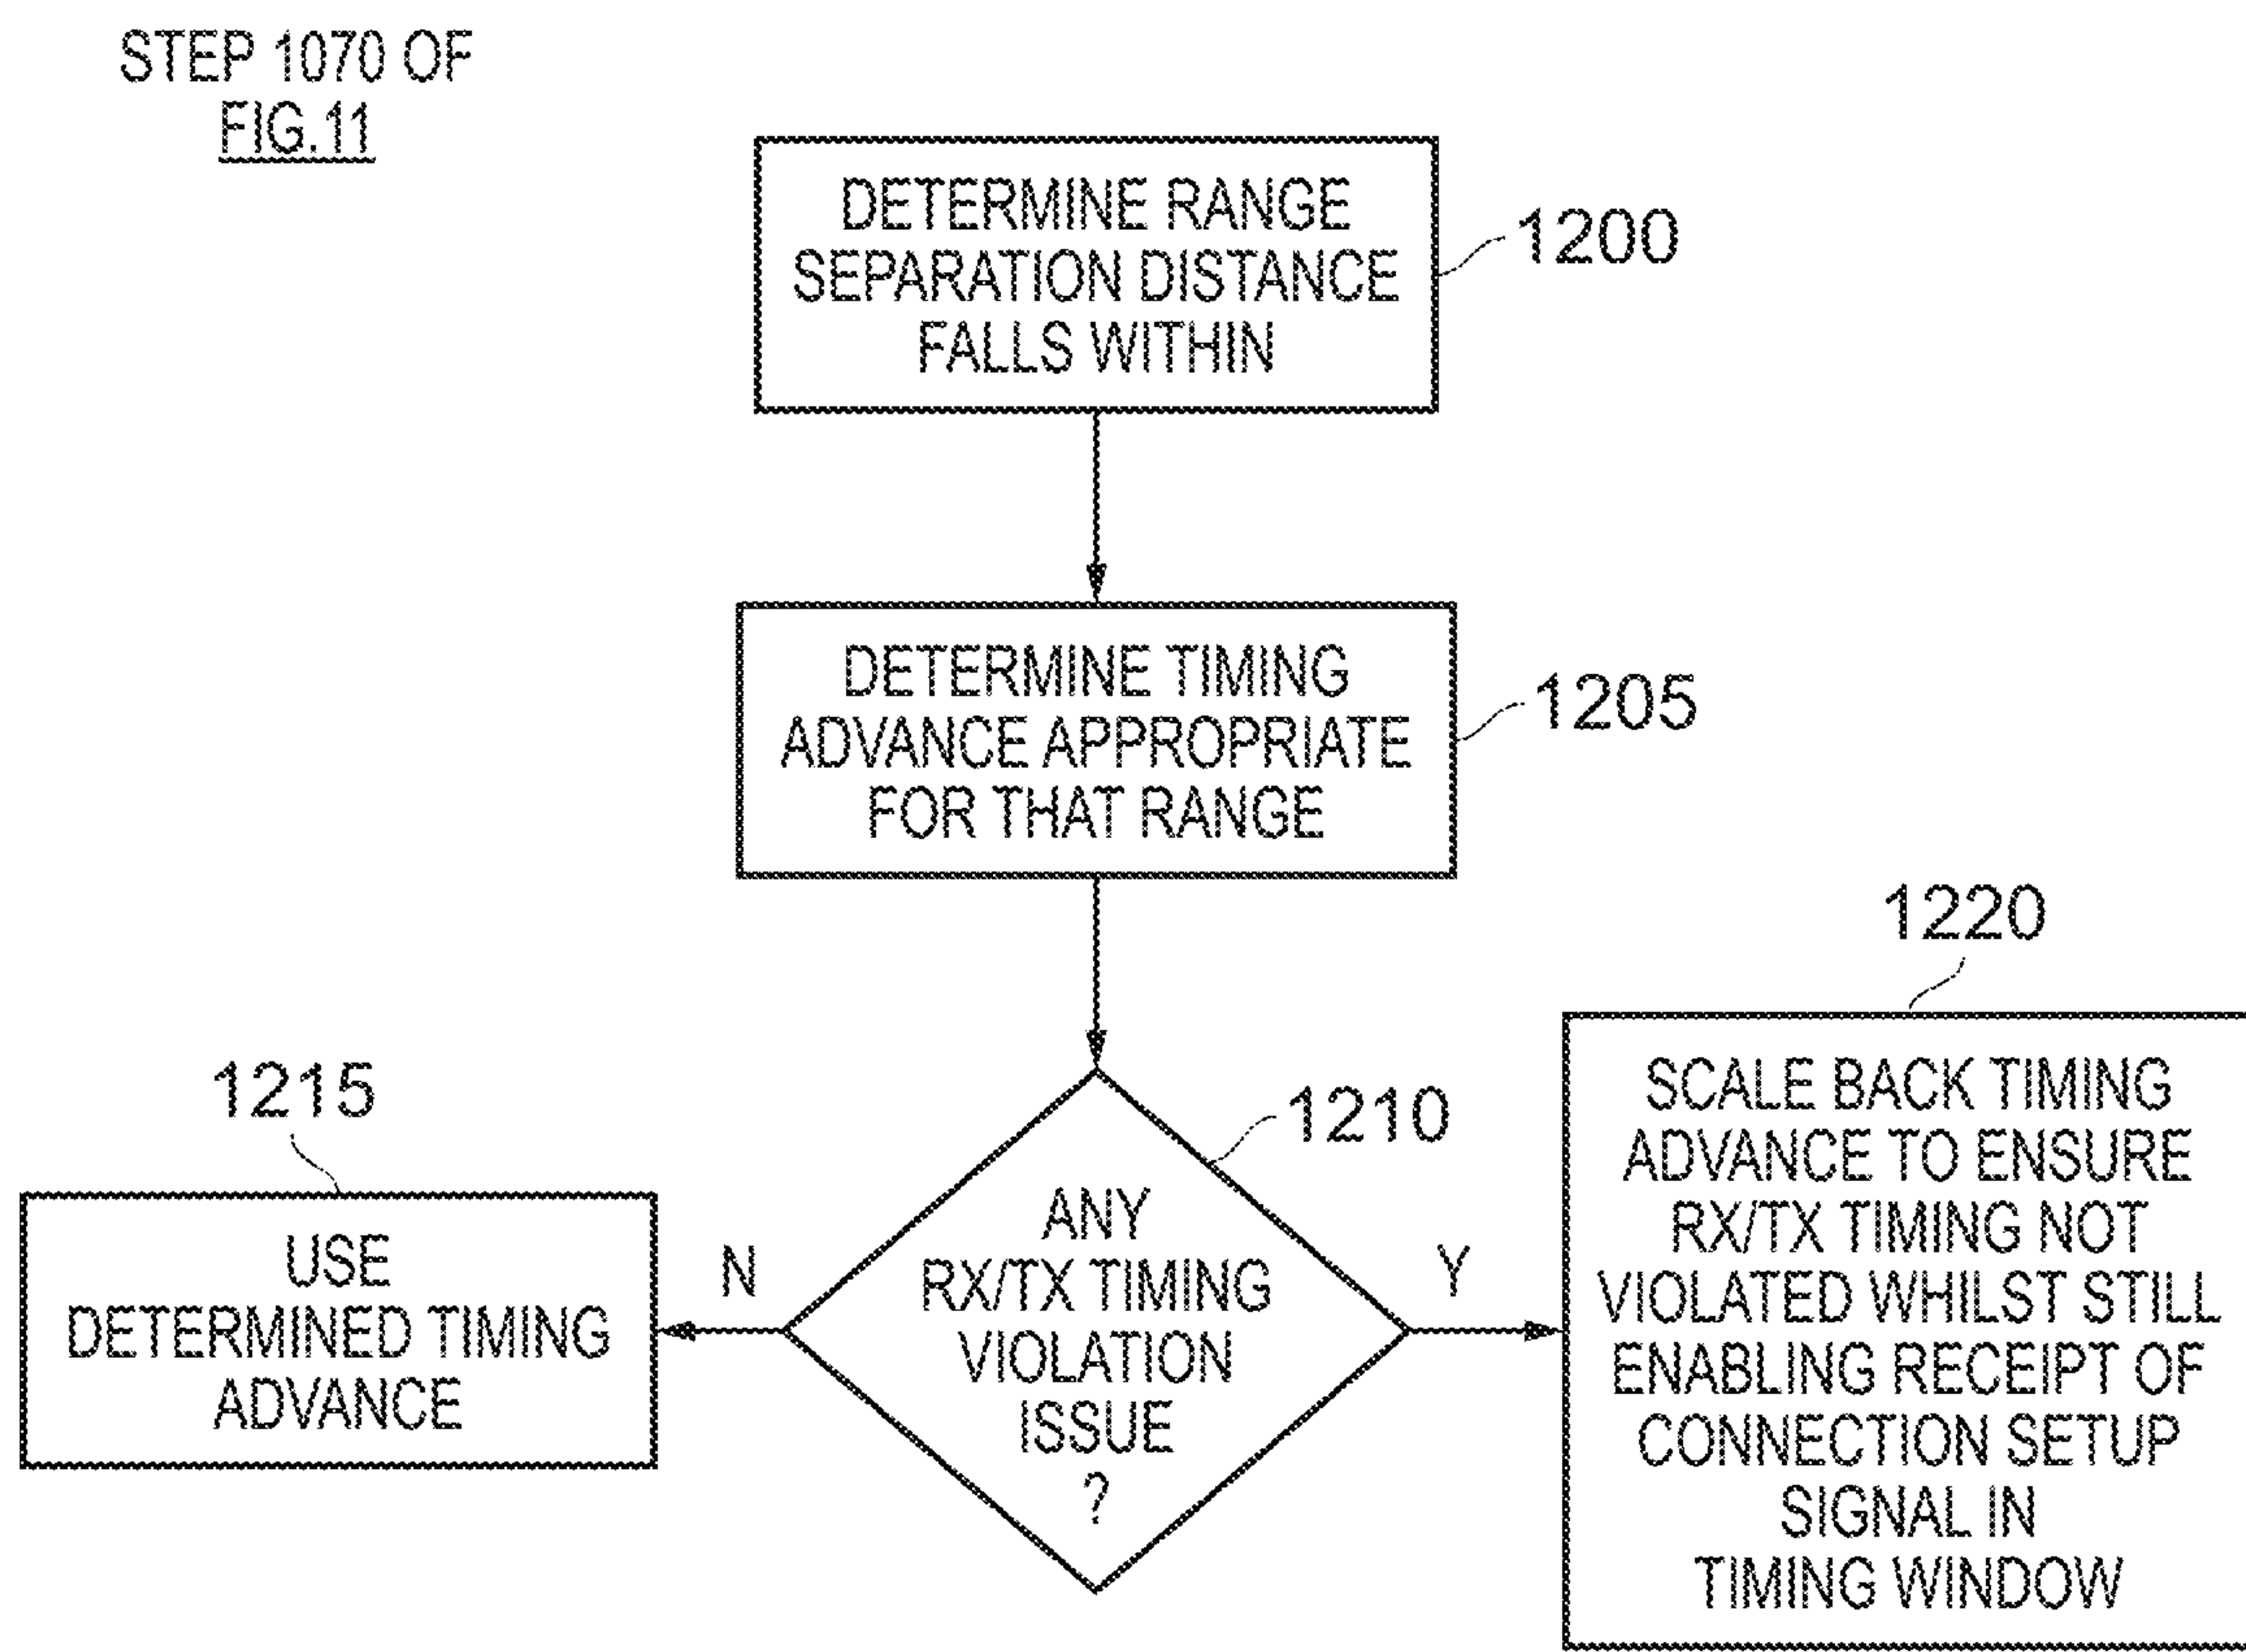 STEP 1070 OF
FIG.11
DETERMINE RANGE
SEPARATION DISTANCE
FALLS WITHIN
1200
DETERMINE TIMING
ADVANCE APPROPRIATE
FOR THAT RANGE
1205
ANY
RX/TX TIMING
VIOLATION
ISSUE
?
1210
N
Y
1215
USE
DETERMINED TIMING
ADVANCE
1220
SCALE BACK TIMING
ADVANCE TO ENSURE
RX/TX TIMING NOT
VIOLATED WHILST STILL
ENABLING RECEIPT OF
CONNECTION SETUP
SIGNAL IN
TIMING WINDOW